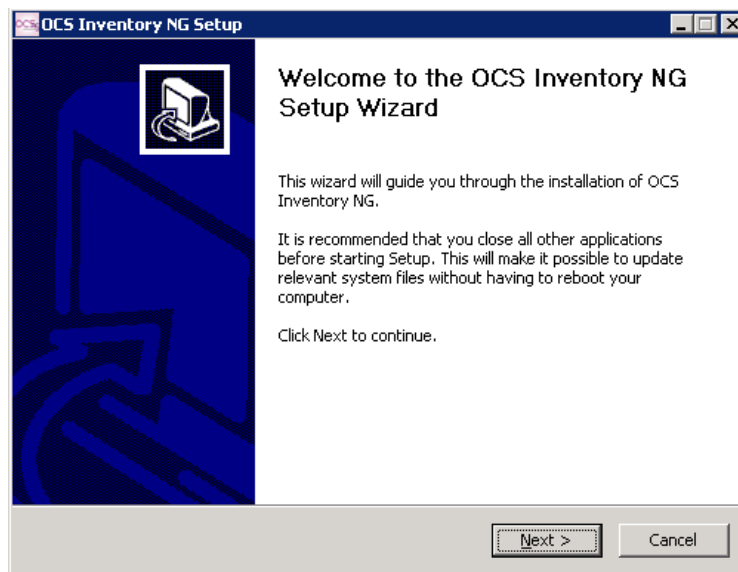 OCS Inventory NG Setup
Welcome to the OCS Inventory NG
Setup Wizard
This wizard will guide you through the installation of OCS
Inventory NG.
It is recommended that you close all other applications
before starting Setup. This will make it possible to update
relevant system files without having to reboot your
computer.
Click Next to continue.
Next >
Cancel